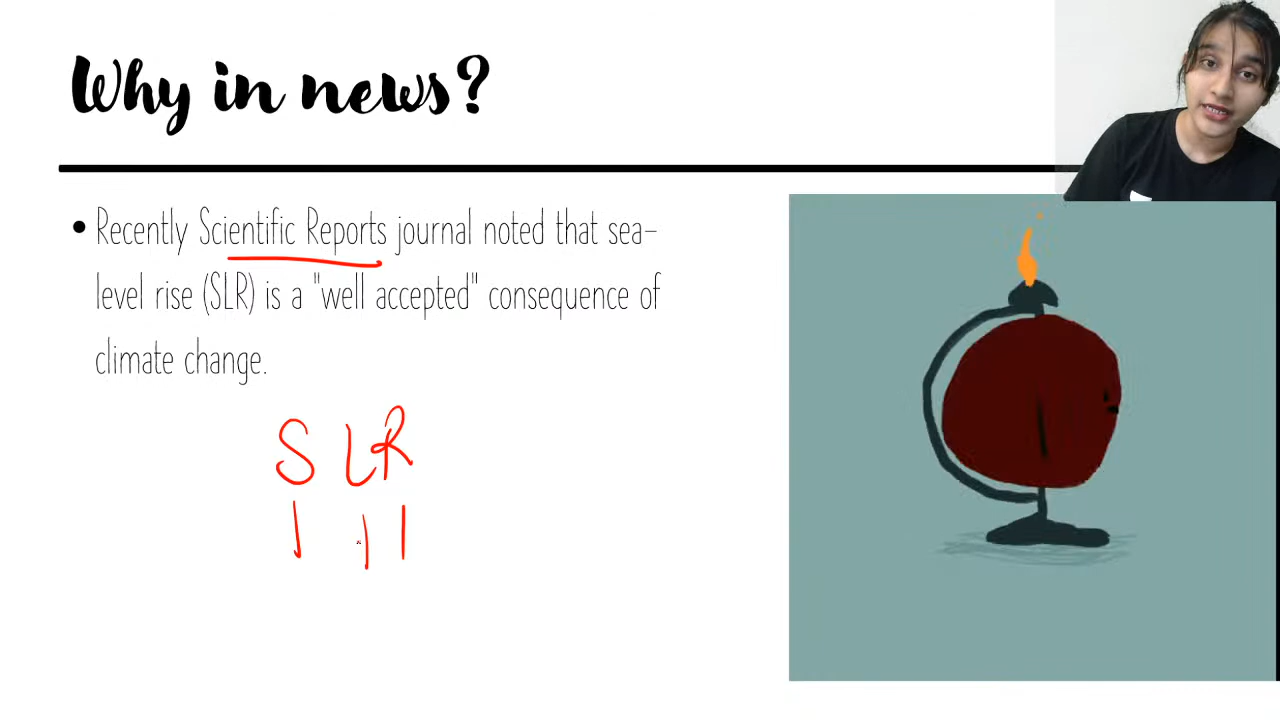 Why in news?
• Recently Scientific Reports journal noted that sea-
level rise (SLR) is a "well accepted" consequence of
climate change.
S L R